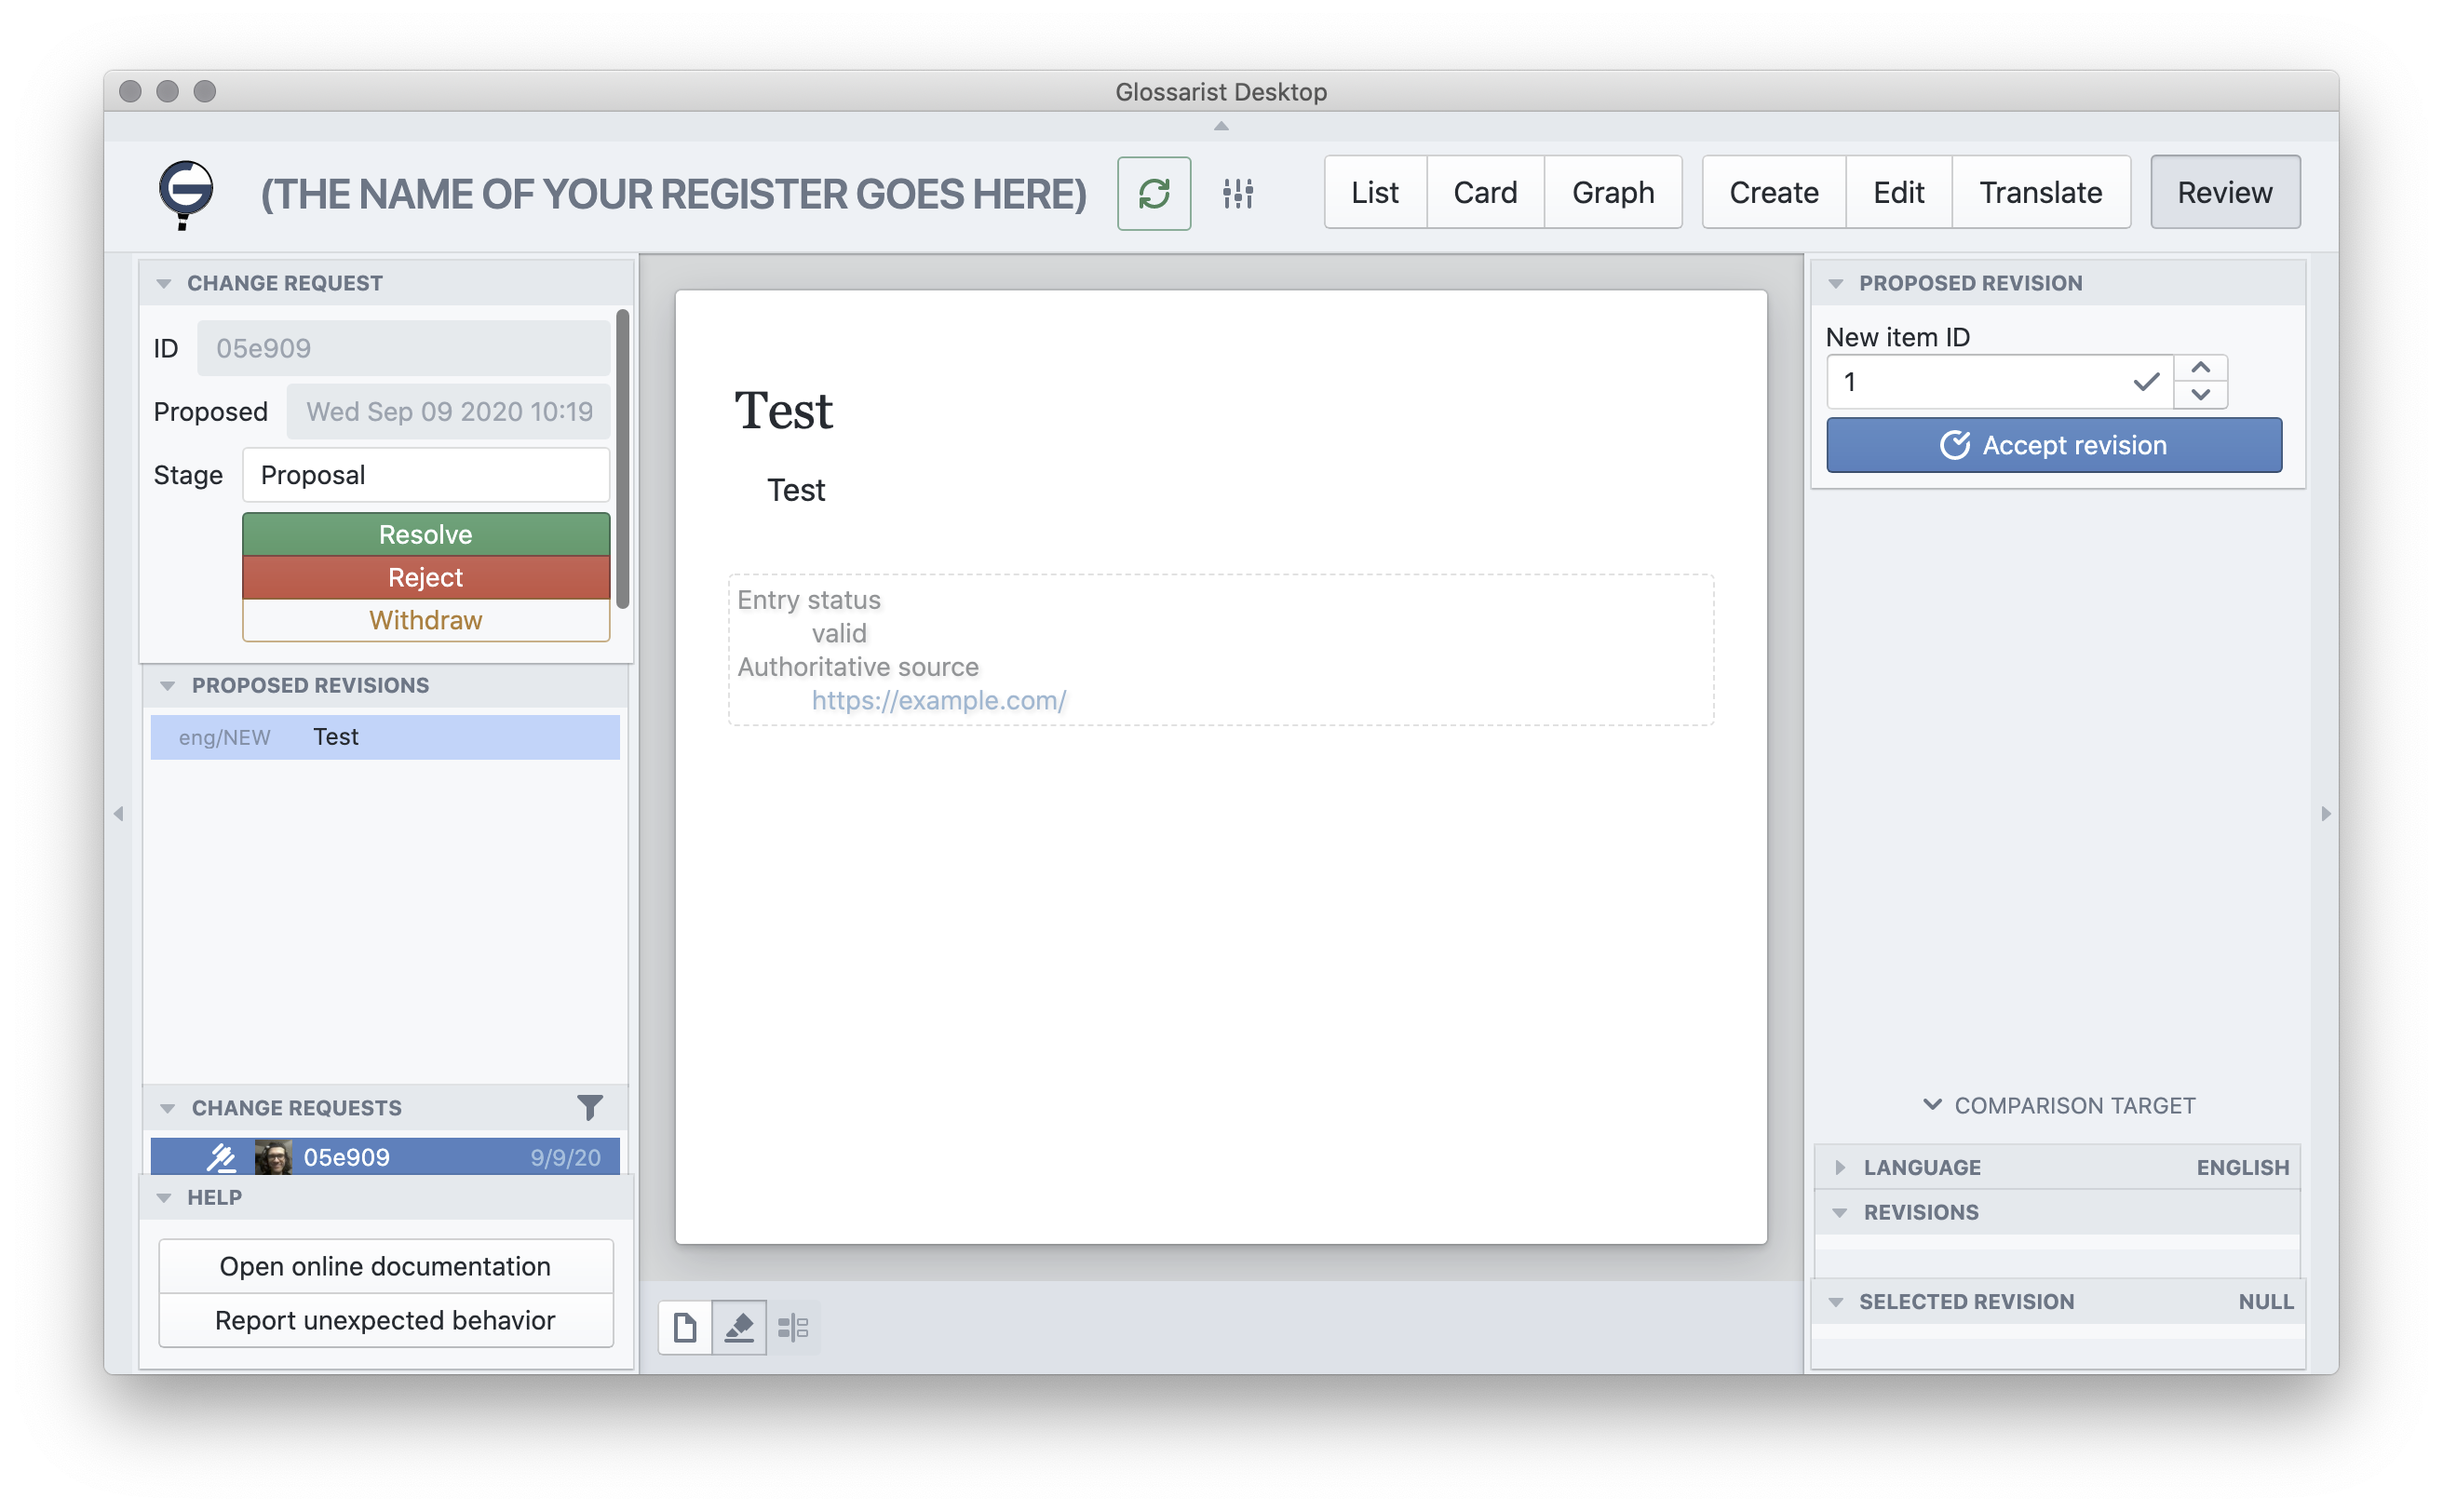 Glossarist Desktop
(THE NAME OF YOUR REGISTER GOES HERE)
List Card Graph Create Edit Translate Review
CHANGE REQUEST
ID 05e909
Proposed Wed Sep 09 2020 10:19
Stage Proposal
Resolve
Reject
Withdraw
PROPOSED REVISIONS
eng/NEW Test
CHANGE REQUESTS
05e909 9/9/20
HELP
Open online documentation
Report unexpected behavior
Test
Test
Entry status
valid
Authoritative source
https://example.com/
PROPOSED REVISION
New item ID
1
Accept revision
COMPARISON TARGET
LANGUAGE ENGLISH
REVISIONS
SELECTED REVISION NULL